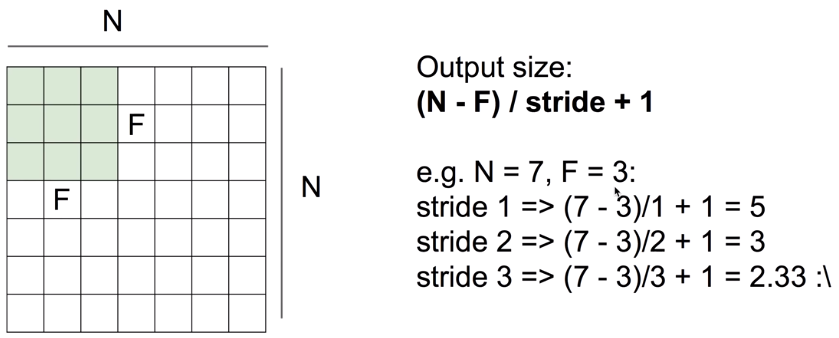 N
F
F
N
Output size:
(N - F) / stride + 1
e.g. N = 7, F = 3:
stride 1 => (7 - 3)/1 + 1 = 5
stride 2 => (7 - 3)/2 + 1 = 3
stride 3 => (7 - 3)/3 + 1 = 2.33 :\